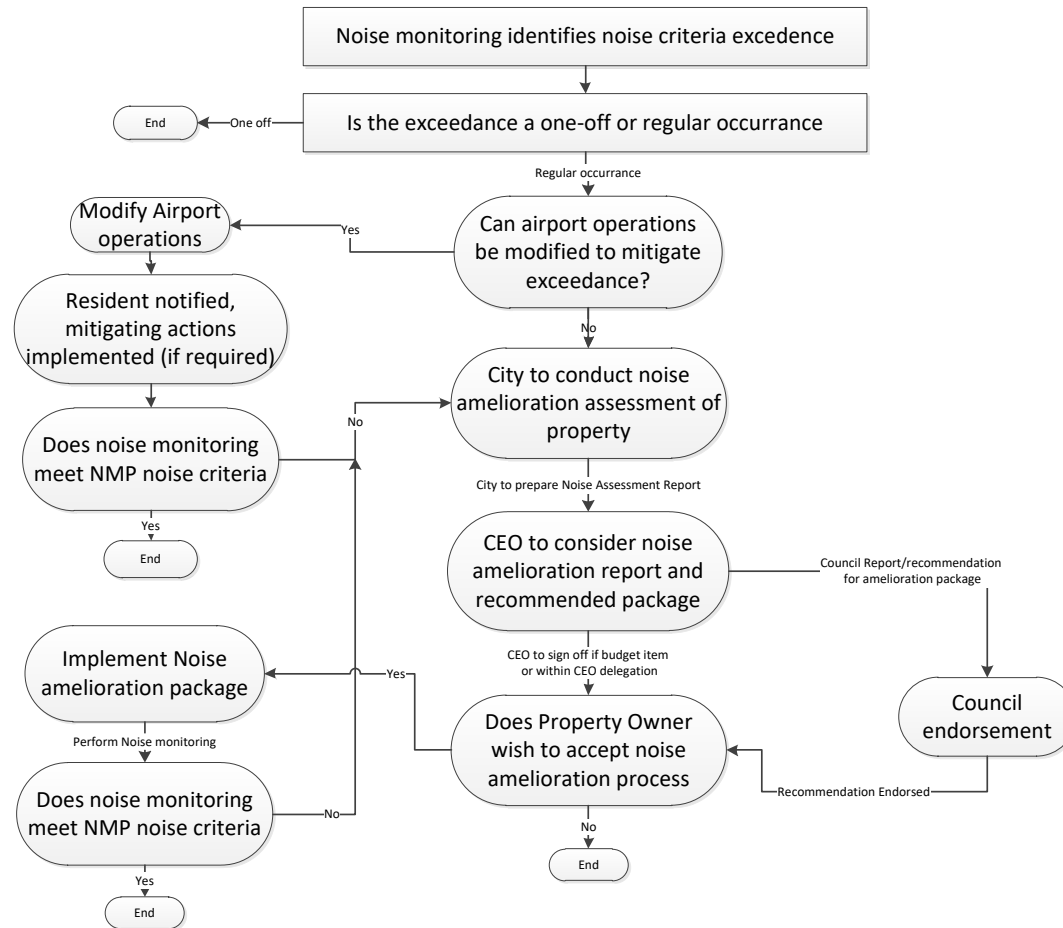 Noise monitoring identifies noise criteria excedence
End
One off
Is the exceedance a one-off or regular occurrance
Regular occurrance
Modify Airport
operations
Yes
Can airport operations
be modified to mitigate
exceedance?
Resident notified,
mitigating actions
implemented (if required)
No
City to conduct noise
amelioration assessment of
property
No
Does noise monitoring
meet NMP noise criteria
Yes
End
City to prepare Noise Assessment Report
CEO to consider noise
amelioration report and
recommended package
Council Report/recommendation
for amelioration package
CEO to sign off if budget item
or within CEO delegation
Implement Noise
amelioration package
Yes
Does Property Owner
wish to accept noise
amelioration process
Council
endorsement
Perform Noise monitoring
Recommendation Endorsed
Does noise monitoring
meet NMP noise criteria
No
No
End
Yes
End